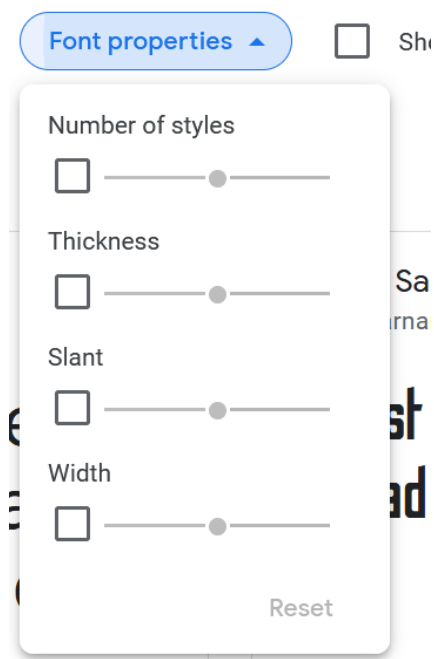 Font properties
Number of styles
Thickness
Slant
Width
Reset